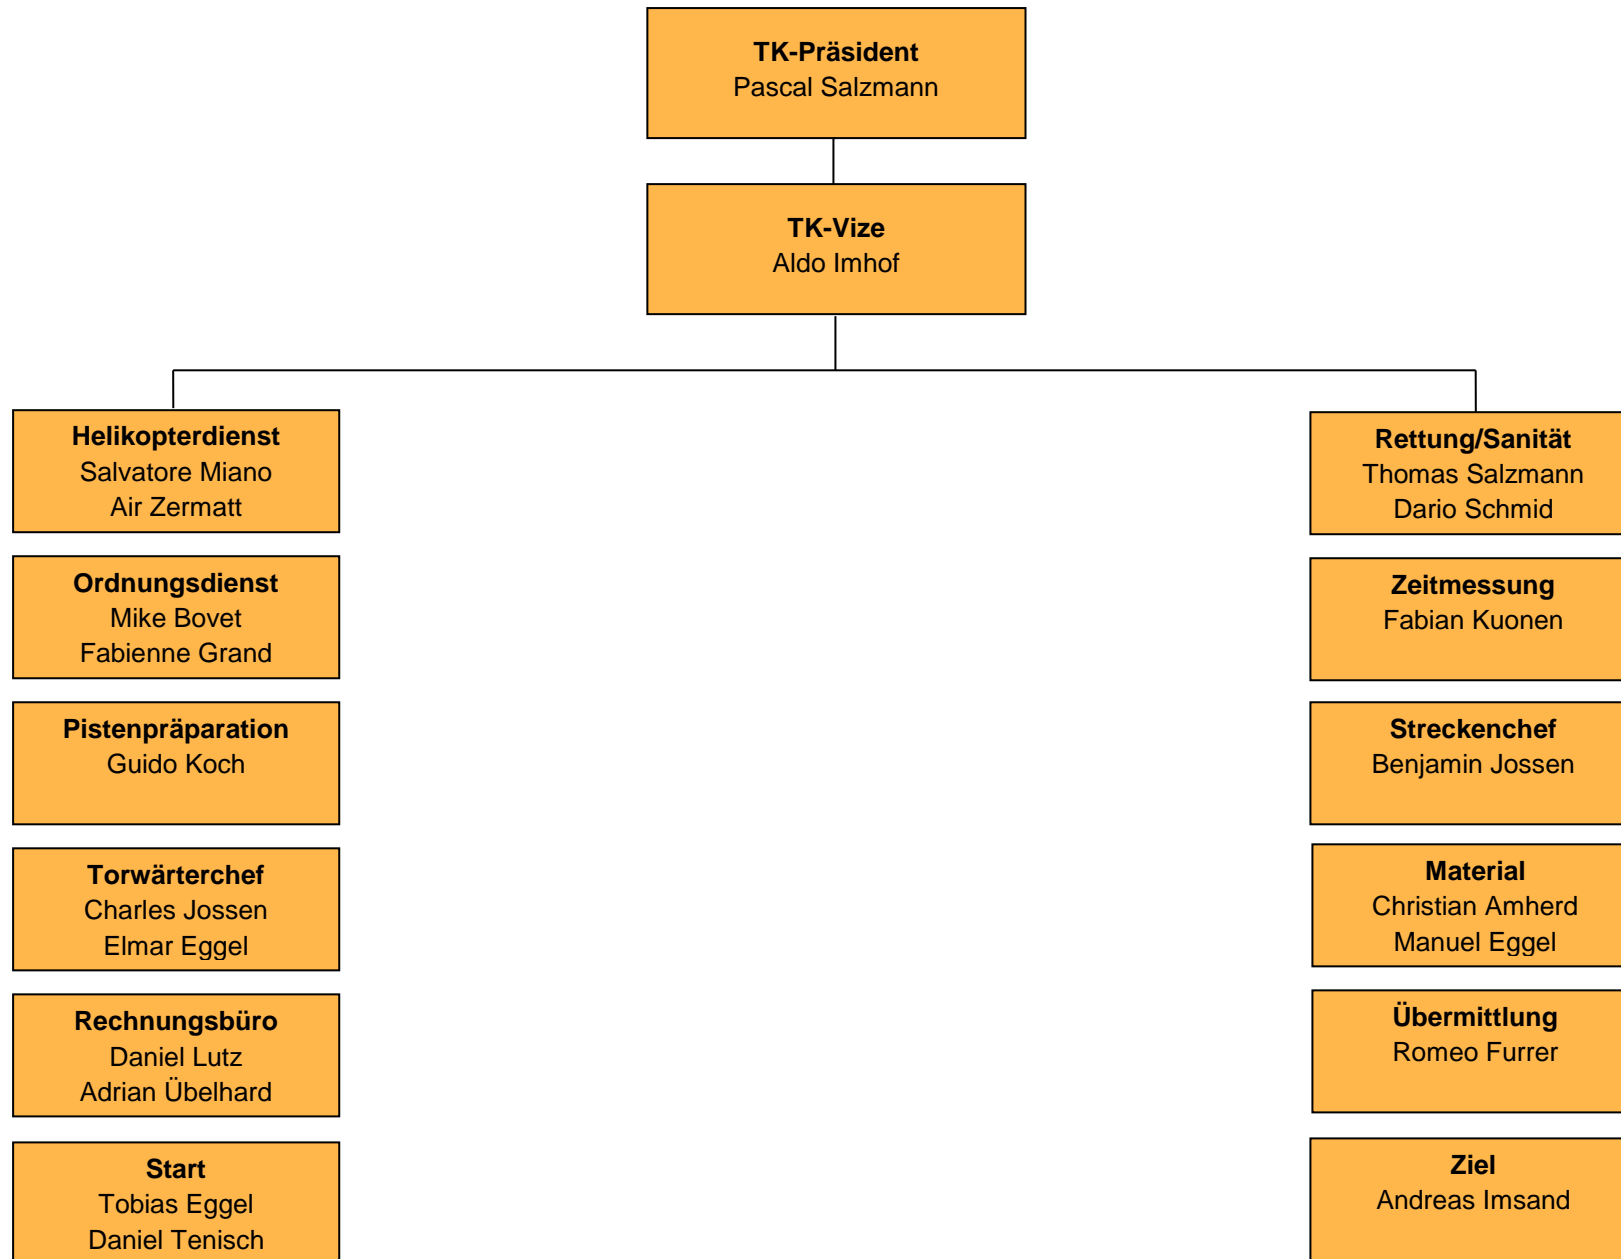 TK-Präsident
Pascal Salzmann
TK-Vize
Aldo Imhof
Helikopterdienst
Salvatore Miano
Air Zermatt
Rettung/Sanität
Thomas Salzmann
Dario Schmid
Ordnungsdienst
Mike Bovet
Fabienne Grand
Zeitmessung
Fabian Kuonen
Pistenpräparation
Guido Koch
Streckenchef
Benjamin Jossen
Torwärterchef
Charles Jossen
Elmar Eggel
Material
Christian Amherd
Manuel Eggel
Rechnungsbüro
Daniel Lutz
Adrian Übelhard
Übermittlung
Romeo Furrer
Start
Tobias Eggel
Daniel Tenisch
Ziel
Andreas Imsand